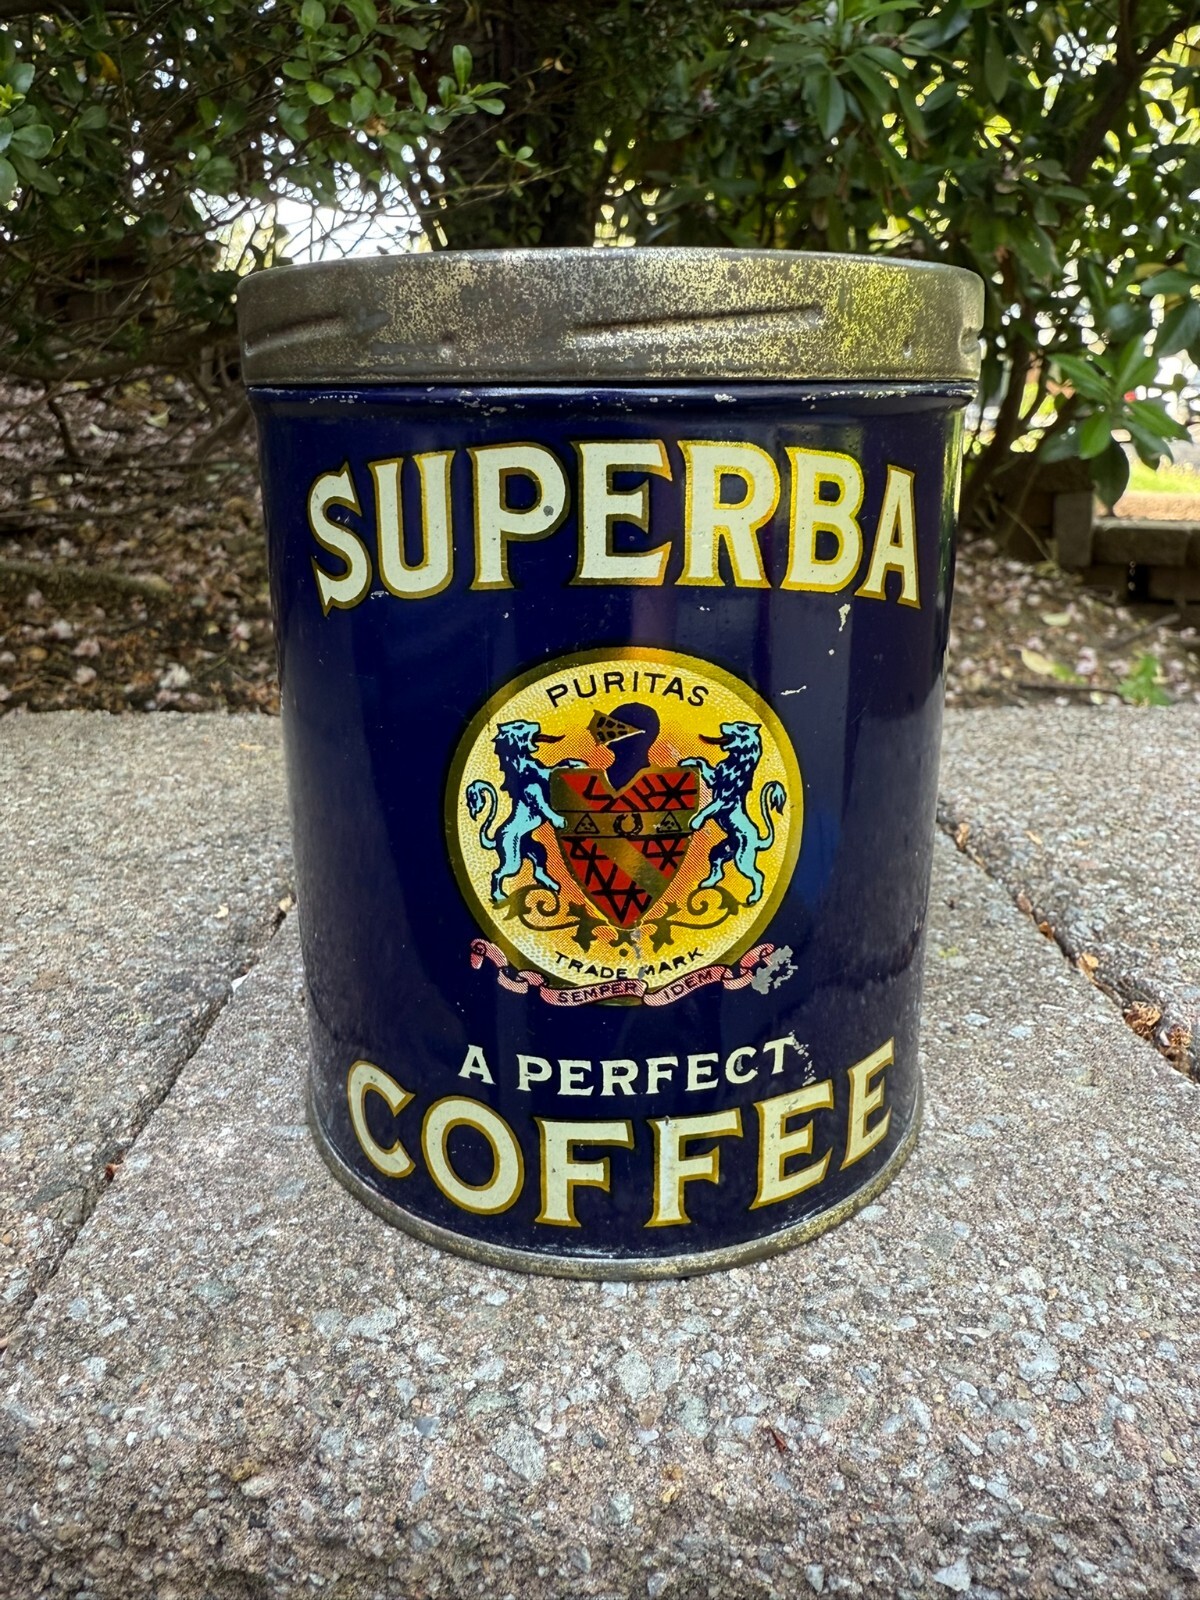 SUPERBA
PURITAS
TRADE MARK
SEMPER IDEM
A PERFECT
COFFEE